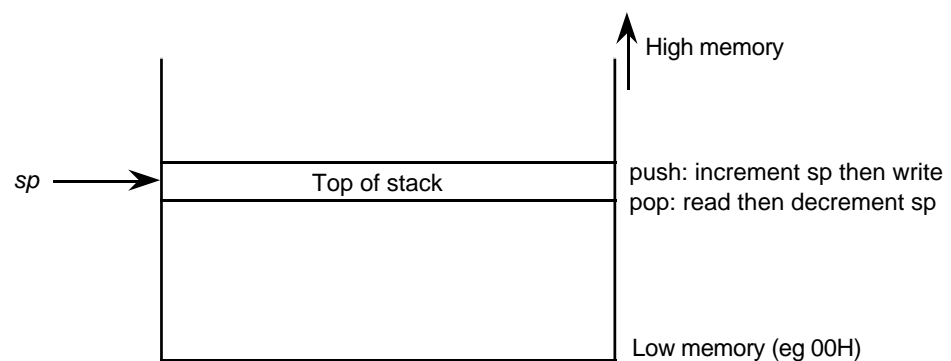 High memory
sp
Top of stack
push: increment sp then write
pop: read then decrement sp
Low memory (eg 00H)